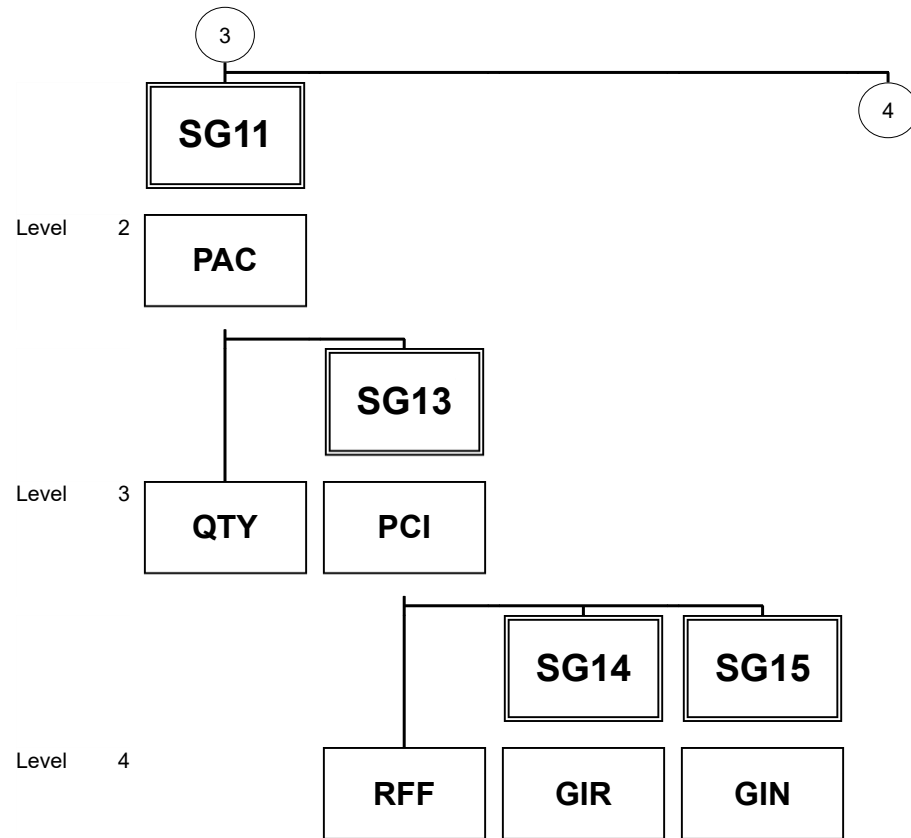 3
4
SG11
Level 2
PAC
SG13
Level 3
QTY PCI
SG14 SG15
Level 4
RFF GIR GIN